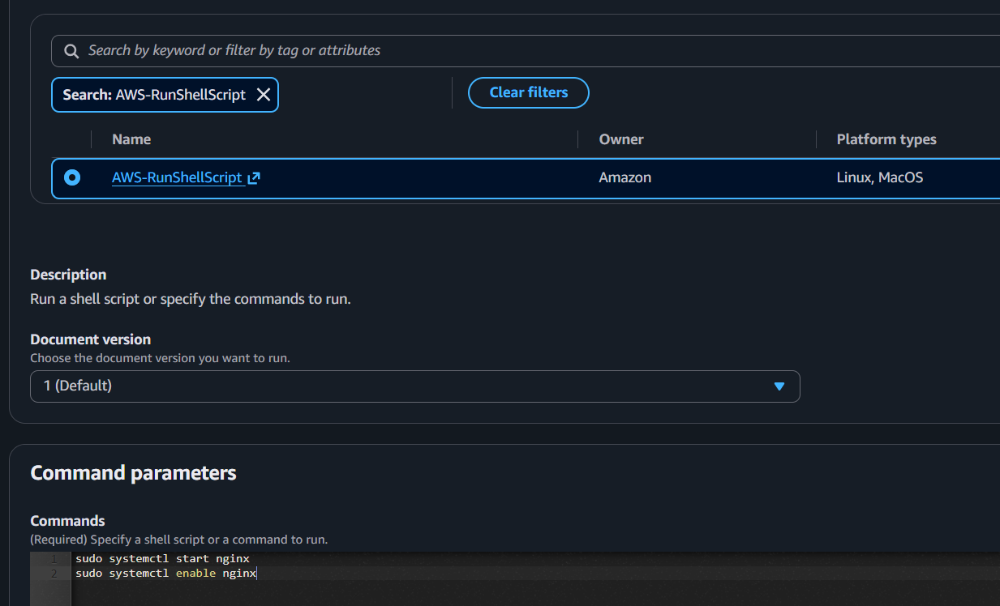 Search by keyword or filter by tag or attributes
Search: AWS-RunShellScript
Clear filters
Name Owner Platform types
AWS-RunShellScript Amazon Linux, MacOS
Description
Run a shell script or specify the commands to run.
Document version
Choose the document version you want to run.
1 (Default)
Command parameters
Commands
(Required) Specify a shell script or a command to run.
1 sudo systemctl start nginx
2 sudo systemctl enable nginx